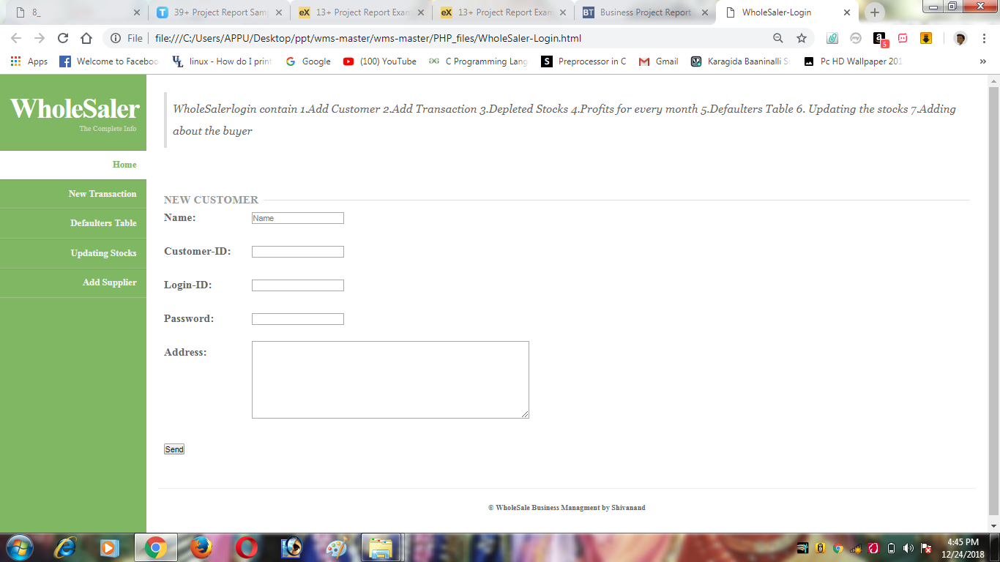 8_
39+ Project Report Sam
13+ Project Report Exam
13+ Project Report Exam
Business Project Report
WholeSaler-Login
File
file:///C:/Users/APPU/Desktop/ppt/wms-master/wms-master/PHP_files/WholeSaler-Login.html
5
Apps
Welcome to Faceboo
linux - How do I print
Google
(100) YouTube
C Programming Lang
Preprocessor in C
Gmail
Karagida Baaninalli S
Pc HD Wallpaper 201
WholeSaler
The Complete Info
Home
New Transaction
Defaulters Table
Updating Stocks
Add Supplier
WholeSalerlogin contain 1.Add Customer 2.Add Transaction 3.Depleted Stocks 4.Profits for every month 5.Defaulters Table 6. Updating the stocks 7.Adding
about the buyer
NEW CUSTOMER
Name: Name
Customer-ID:
Login-ID:
Password:
Address:
Send
© WholeSale Business Managment by Shivanand
4:45 PM
12/24/2018